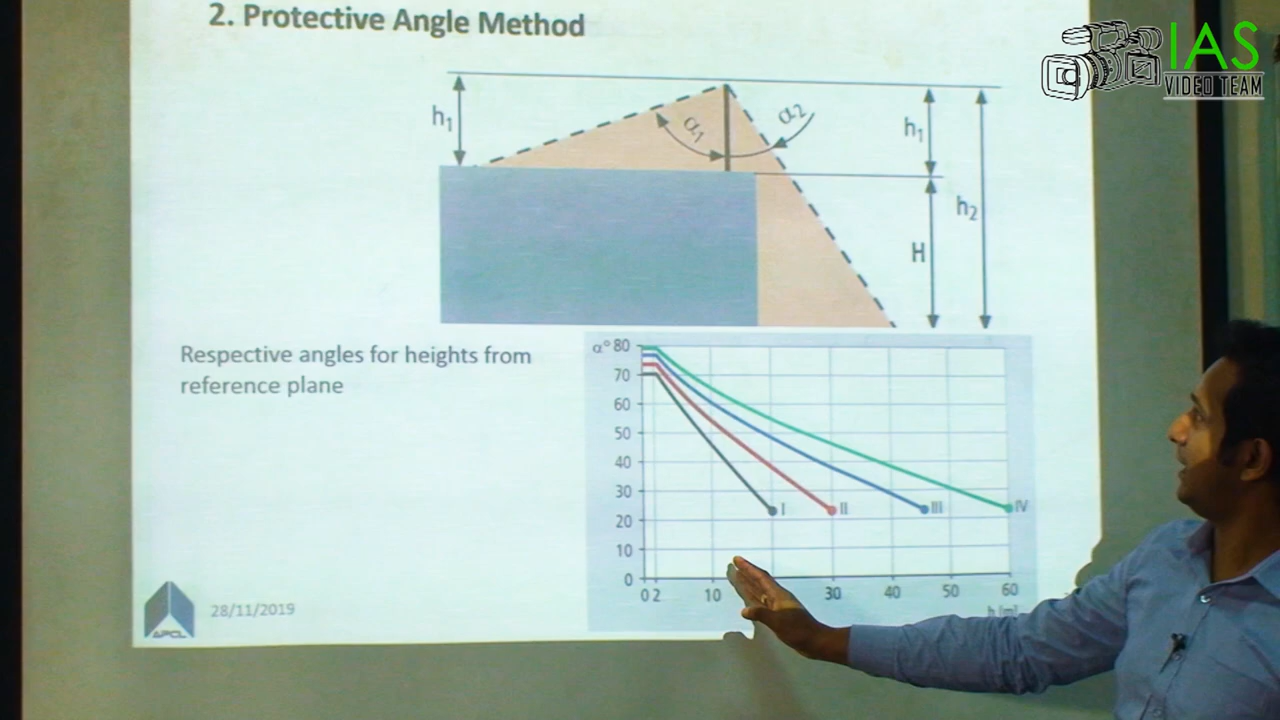 2. Protective Angle Method
IAS
VIDEO TEAM
h₁
α₁
α₂
h₁
h₂
H
Respective angles for heights from
reference plane
α° 80
70
60
50
40
30
20
10
0
I
II
III
IV
0 2 10 30 40 50 60
h [m]
APCL
28/11/2019